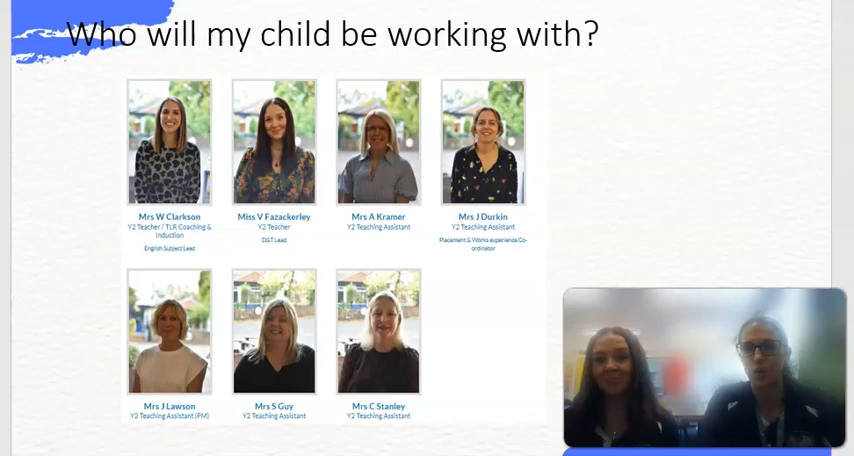 Who will my child be working with?
Mrs W Clarkson
Y2 Teacher / TLR Coaching &
Induction
English Subject Lead
Miss V Fazackerley
Y2 Teacher
D&T Lead
Mrs A Kramer
Y2 Teaching Assistant
Mrs J Durkin
Y2 Teaching Assistant
Placement & Works experience Co-
ordinator
Mrs J Lawson
Y2 Teaching Assistant (PM)
Mrs S Guy
Y2 Teaching Assistant
Mrs C Stanley
Y2 Teaching Assistant